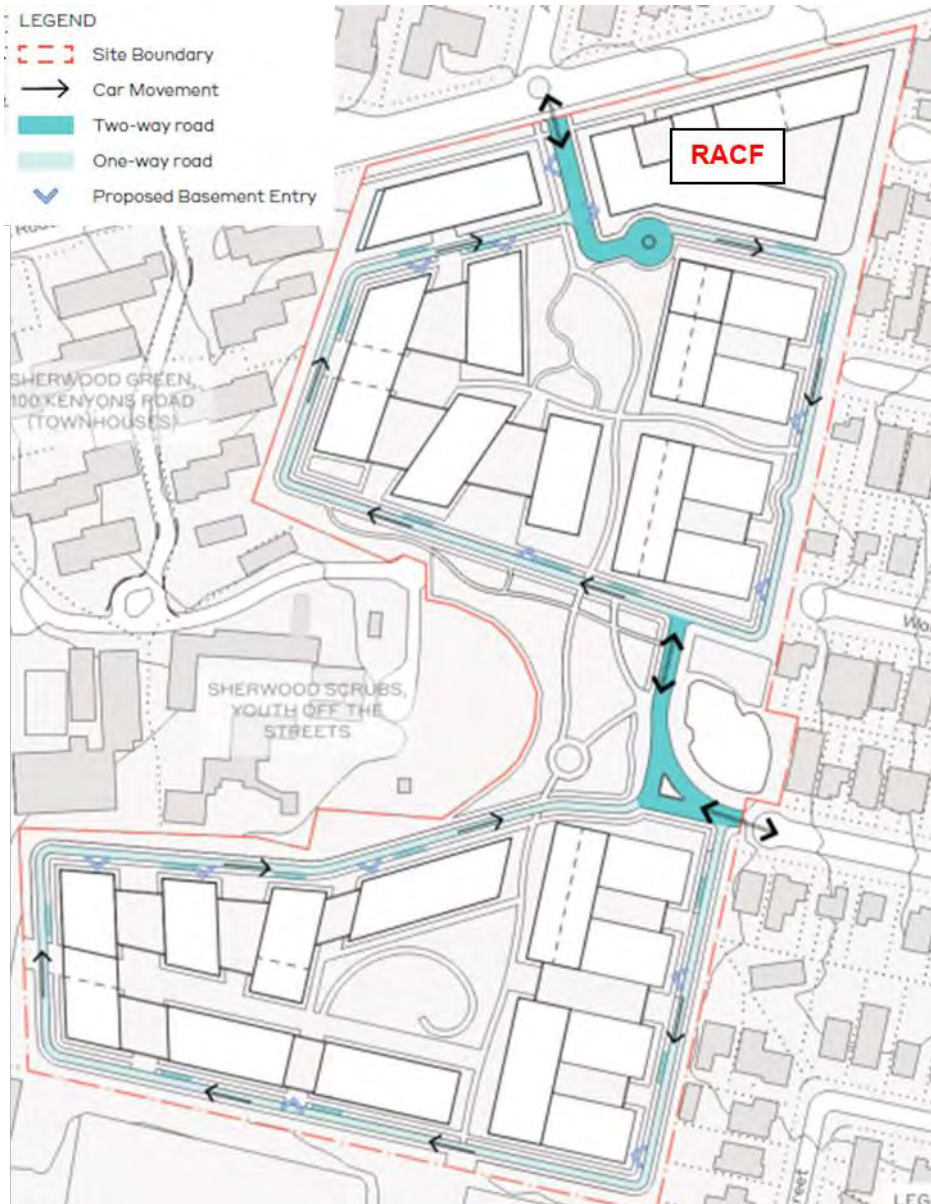 LEGEND
Site Boundary
Car Movement
Two-way road
One-way road
Proposed Basement Entry
RACF
SHERWOOD GREEN,
100 KENYONS ROAD
(TOWNHOUSES)
SHERWOOD SCRUBS,
YOUTH OFF THE
STREETS
LEG